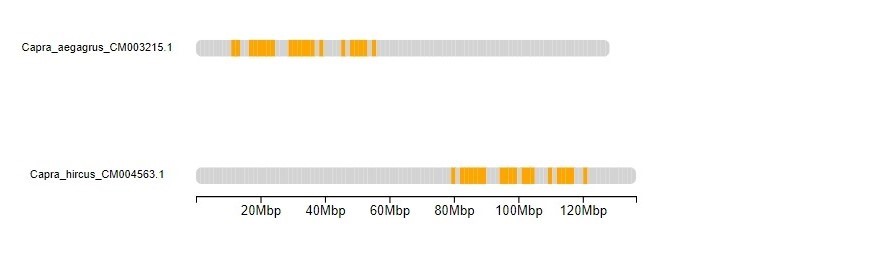 Capra_aegagrus_CM003215.1
Capra_hircus_CM004563.1
20Mbp 40Mbp 60Mbp 80Mbp 100Mbp 120Mbp